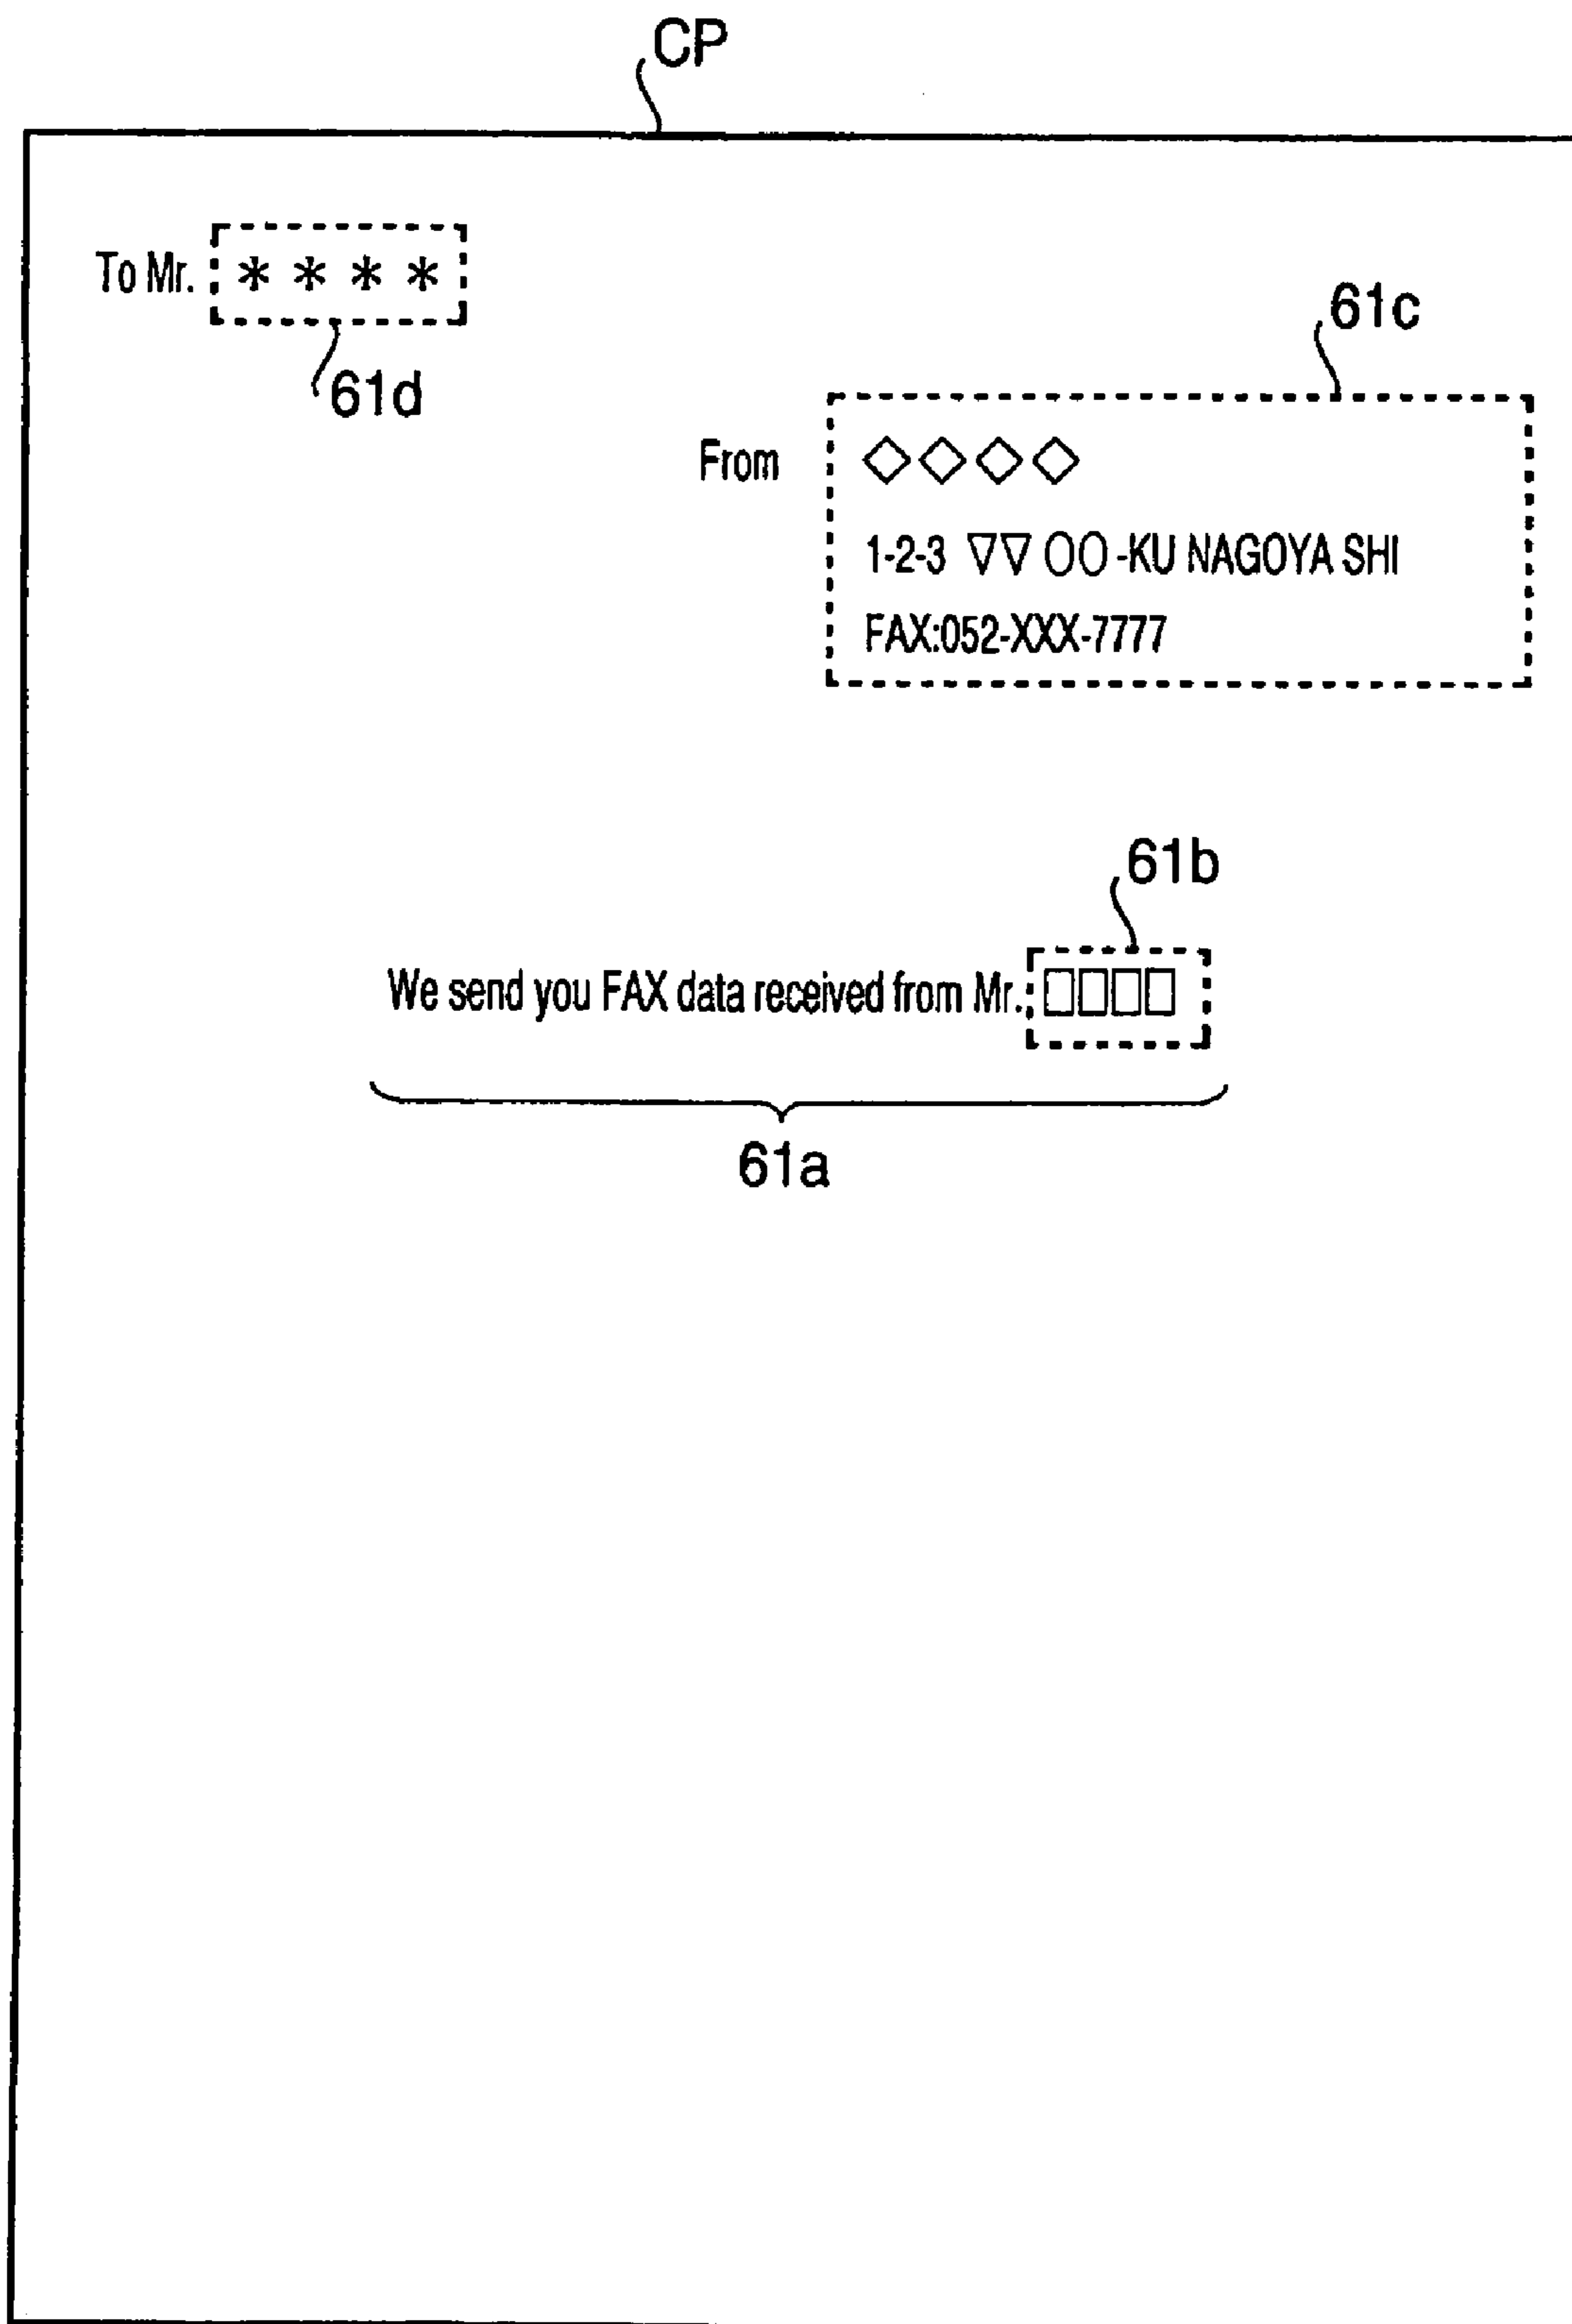 CP
To Mr. ＊＊＊＊
61d
61c
From ◇◇◇◇
1-2-3 ▽▽ ○○-KU NAGOYA SHI
FAX:052-XXX-7777
61b
We send you FAX data received from Mr. □□□□
61a